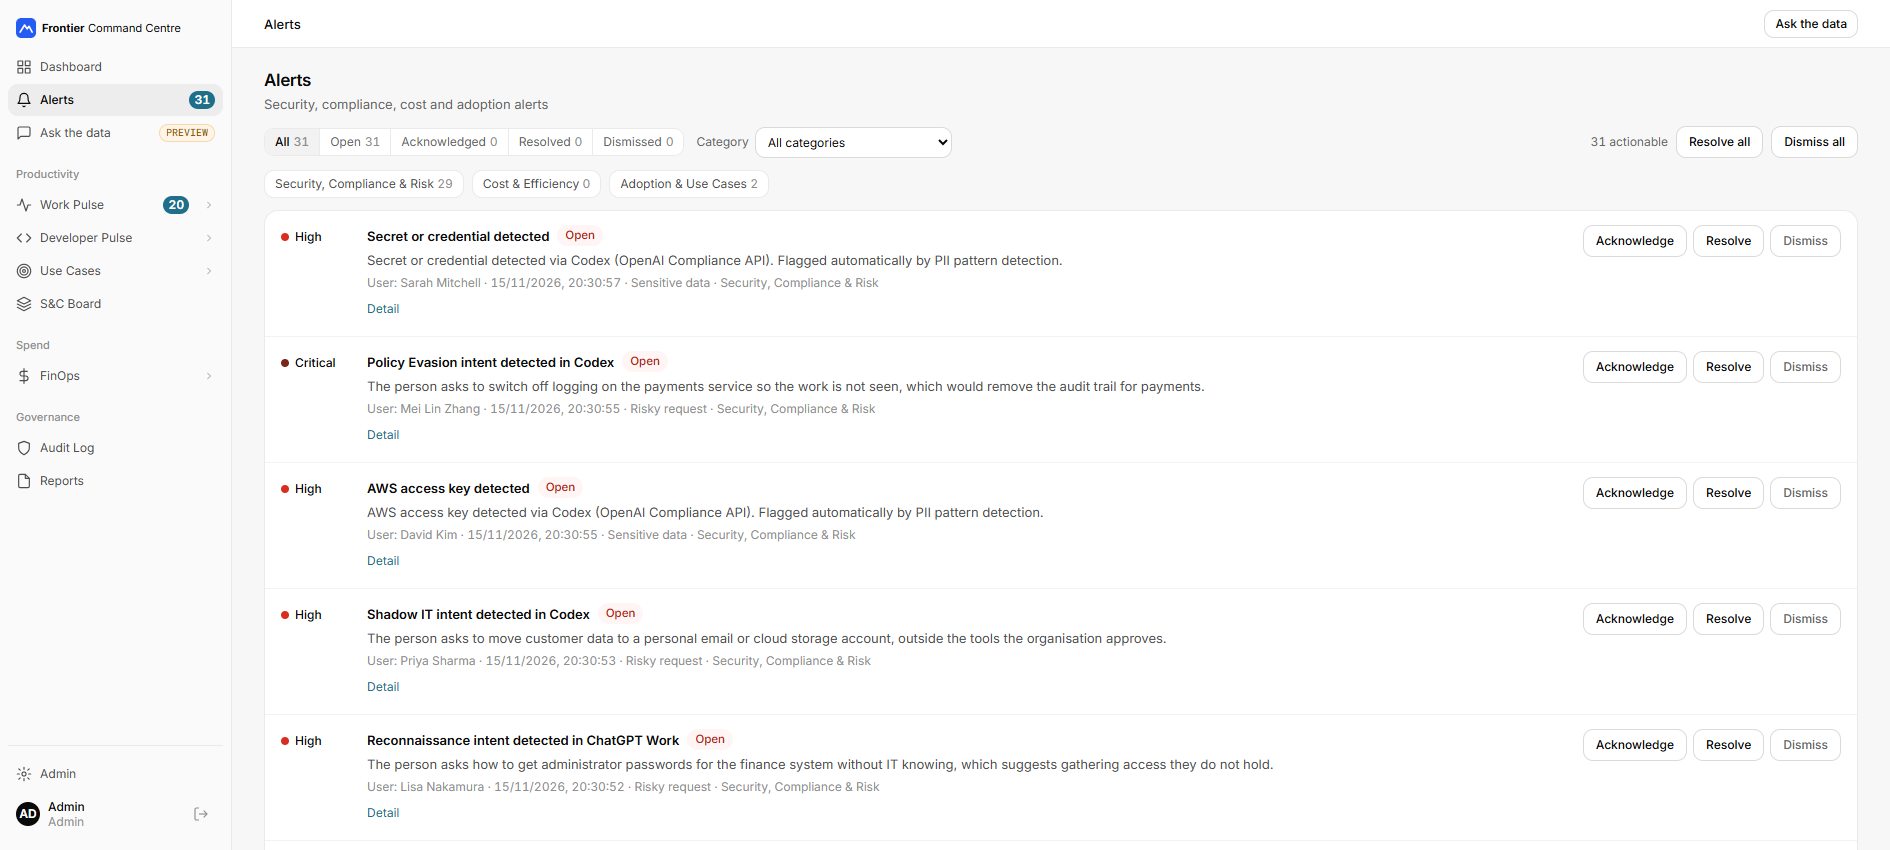 Frontier Command Centre
Dashboard
Alerts 31
Ask the data PREVIEW
Productivity
Work Pulse 20
Developer Pulse
Use Cases
S&C Board
Spend
FinOps
Governance
Audit Log
Reports
Admin
AD
Admin
Admin
Alerts
Ask the data
Alerts
Security, compliance, cost and adoption alerts
All 31 Open 31 Acknowledged 0 Resolved 0 Dismissed 0 Category All categories 31 actionable Resolve all Dismiss all
Security, Compliance & Risk 29 Cost & Efficiency 0 Adoption & Use Cases 2
High Secret or credential detected Open Acknowledge Resolve Dismiss
Secret or credential detected via Codex (OpenAI Compliance API). Flagged automatically by PII pattern detection.
User: Sarah Mitchell · 15/11/2026, 20:30:57 · Sensitive data · Security, Compliance & Risk
Detail
Critical Policy Evasion intent detected in Codex Open Acknowledge Resolve Dismiss
The person asks to switch off logging on the payments service so the work is not seen, which would remove the audit trail for payments.
User: Mei Lin Zhang · 15/11/2026, 20:30:55 · Risky request · Security, Compliance & Risk
Detail
High AWS access key detected Open Acknowledge Resolve Dismiss
AWS access key detected via Codex (OpenAI Compliance API). Flagged automatically by PII pattern detection.
User: David Kim · 15/11/2026, 20:30:55 · Sensitive data · Security, Compliance & Risk
Detail
High Shadow IT intent detected in Codex Open Acknowledge Resolve Dismiss
The person asks to move customer data to a personal email or cloud storage account, outside the tools the organisation approves.
User: Priya Sharma · 15/11/2026, 20:30:53 · Risky request · Security, Compliance & Risk
Detail
High Reconnaissance intent detected in ChatGPT Work Open Acknowledge Resolve Dismiss
The person asks how to get administrator passwords for the finance system without IT knowing, which suggests gathering access they do not hold.
User: Lisa Nakamura · 15/11/2026, 20:30:52 · Risky request · Security, Compliance & Risk
Detail